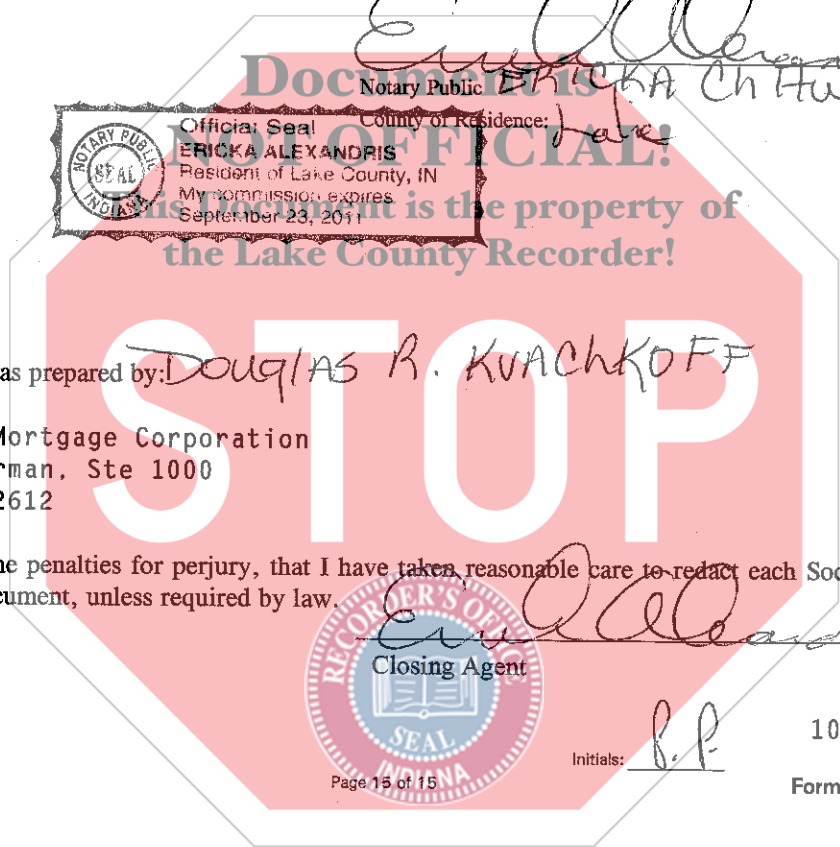 Document is
Notary Public ERICKA
NOT OFFICIAL!
County of Residence: Lake
Official Seal
ERICKA ALEXANDRIS
Resident of Lake County, IN
My commission expires
September 23, 2011
NOTARY PUBLIC
SEAL
INDIANA
This Document is the property of
the Lake County Recorder!
STOP
as prepared by: DOUGLAS R. KVACHKOFF
Mortgage Corporation
rman, Ste 1000
2612
he penalties for perjury, that I have taken reasonable care to redact each Soc
cument, unless required by law.
RECORDER'S OFFICE
SEAL
INDIANA
Closing Agent
Initials: P.P.
10
Page 15 of 15
Form